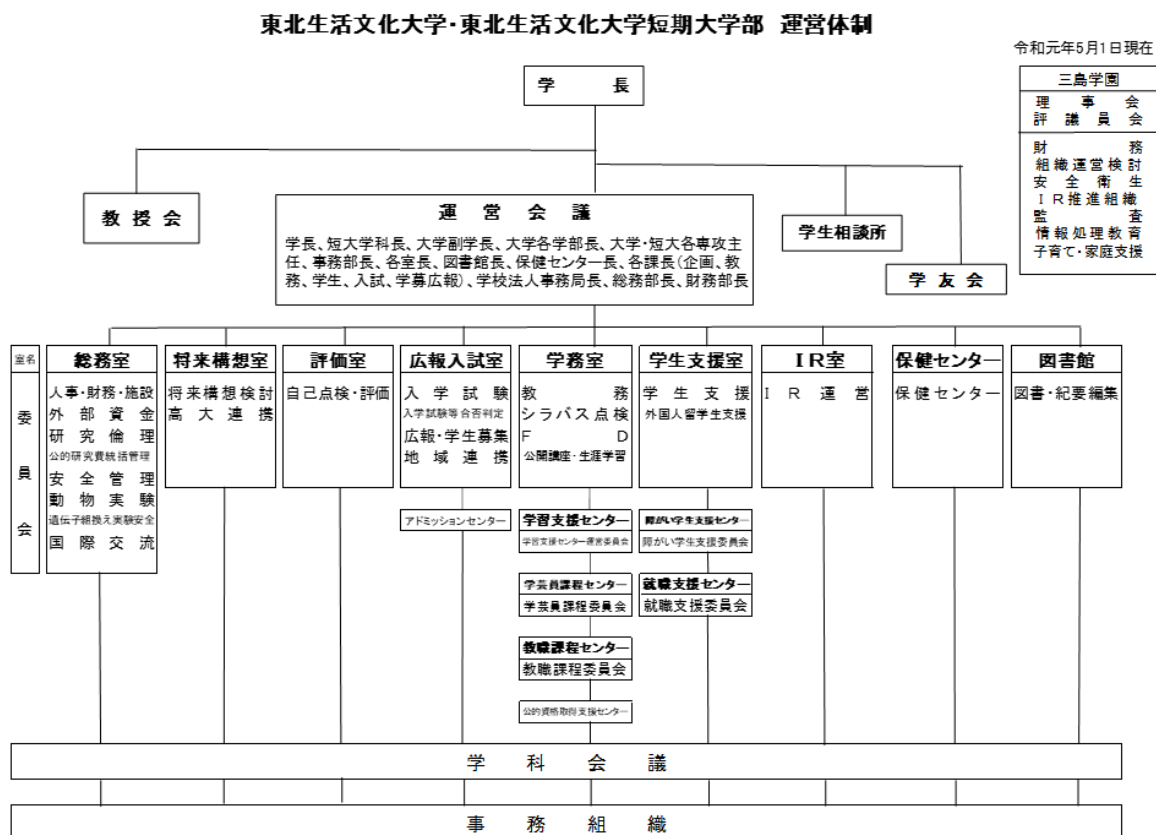 東北生活文化大学・東北生活文化大学短期大学部 運営体制
令和元年5月1日現在
学長
三島学園
理事会
評議員会
財務
組織運営検討
安全衛生
IR推進組織
監査
情報処理教育
子育て・家庭支援
教授会
運営会議
学長、短大学科長、大学副学長、大学各学部長、大学・短大各専攻主
任、事務部長、各室長、図書館長、保健センター長、各課長(企画、教
務、学生、入試、学募広報)、学校法人事務局長、総務部長、財務部長
学生相談所
学友会
室名
委員会
総務室
人事・財務・施設
外部資金
研究倫理
公的研究費統括管理
安全管理
動物実験
遺伝子組換え実験安全
国際交流
将来構想室
将来構想検討
高大連携
評価室
自己点検・評価
広報入試室
入学試験
入学試験等合否判定
広報・学生募集
地域連携
アドミッションセンター
学務室
教務
シラバス点検
FD
公開講座・生涯学習
学習支援センター
学習支援センター運営委員会
学芸員課程センター
学芸員課程委員会
教職課程センター
教職課程委員会
公的資格取得支援センター
学生支援室
学生支援
外国人留学生支援
障がい学生支援センター
障がい学生支援委員会
就職支援センター
就職支援委員会
IR室
IR運営
保健センター
保健センター
図書館
図書・紀要編集
学科会議
事務組織